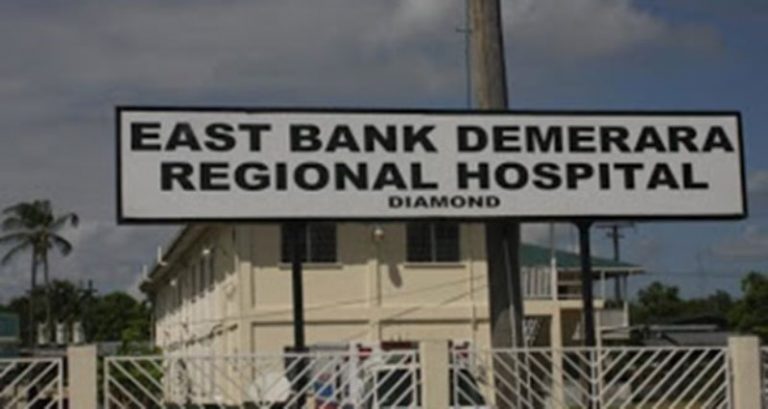 EAST BANK DEMERARA
REGIONAL HOSPITAL
DIAMOND